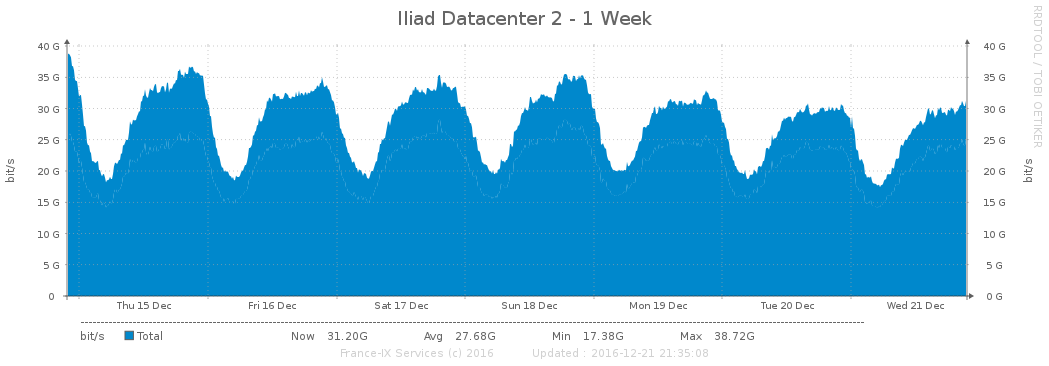 Iliad Datacenter 2 - 1 Week
RRDTOOL / TOBI OETIKER
bit/s
40 G 40 G
35 G 35 G
30 G 30 G
25 G 25 G
20 G 20 G
15 G 15 G
10 G 10 G
5 G 5 G
0 0 G
bit/s
Thu 15 Dec Fri 16 Dec Sat 17 Dec Sun 18 Dec Mon 19 Dec Tue 20 Dec Wed 21 Dec
bit/s Total Now 31.20G Avg 27.68G Min 17.38G Max 38.72G
France-IX Services (c) 2016 Updated : 2016-12-21 21:35:08